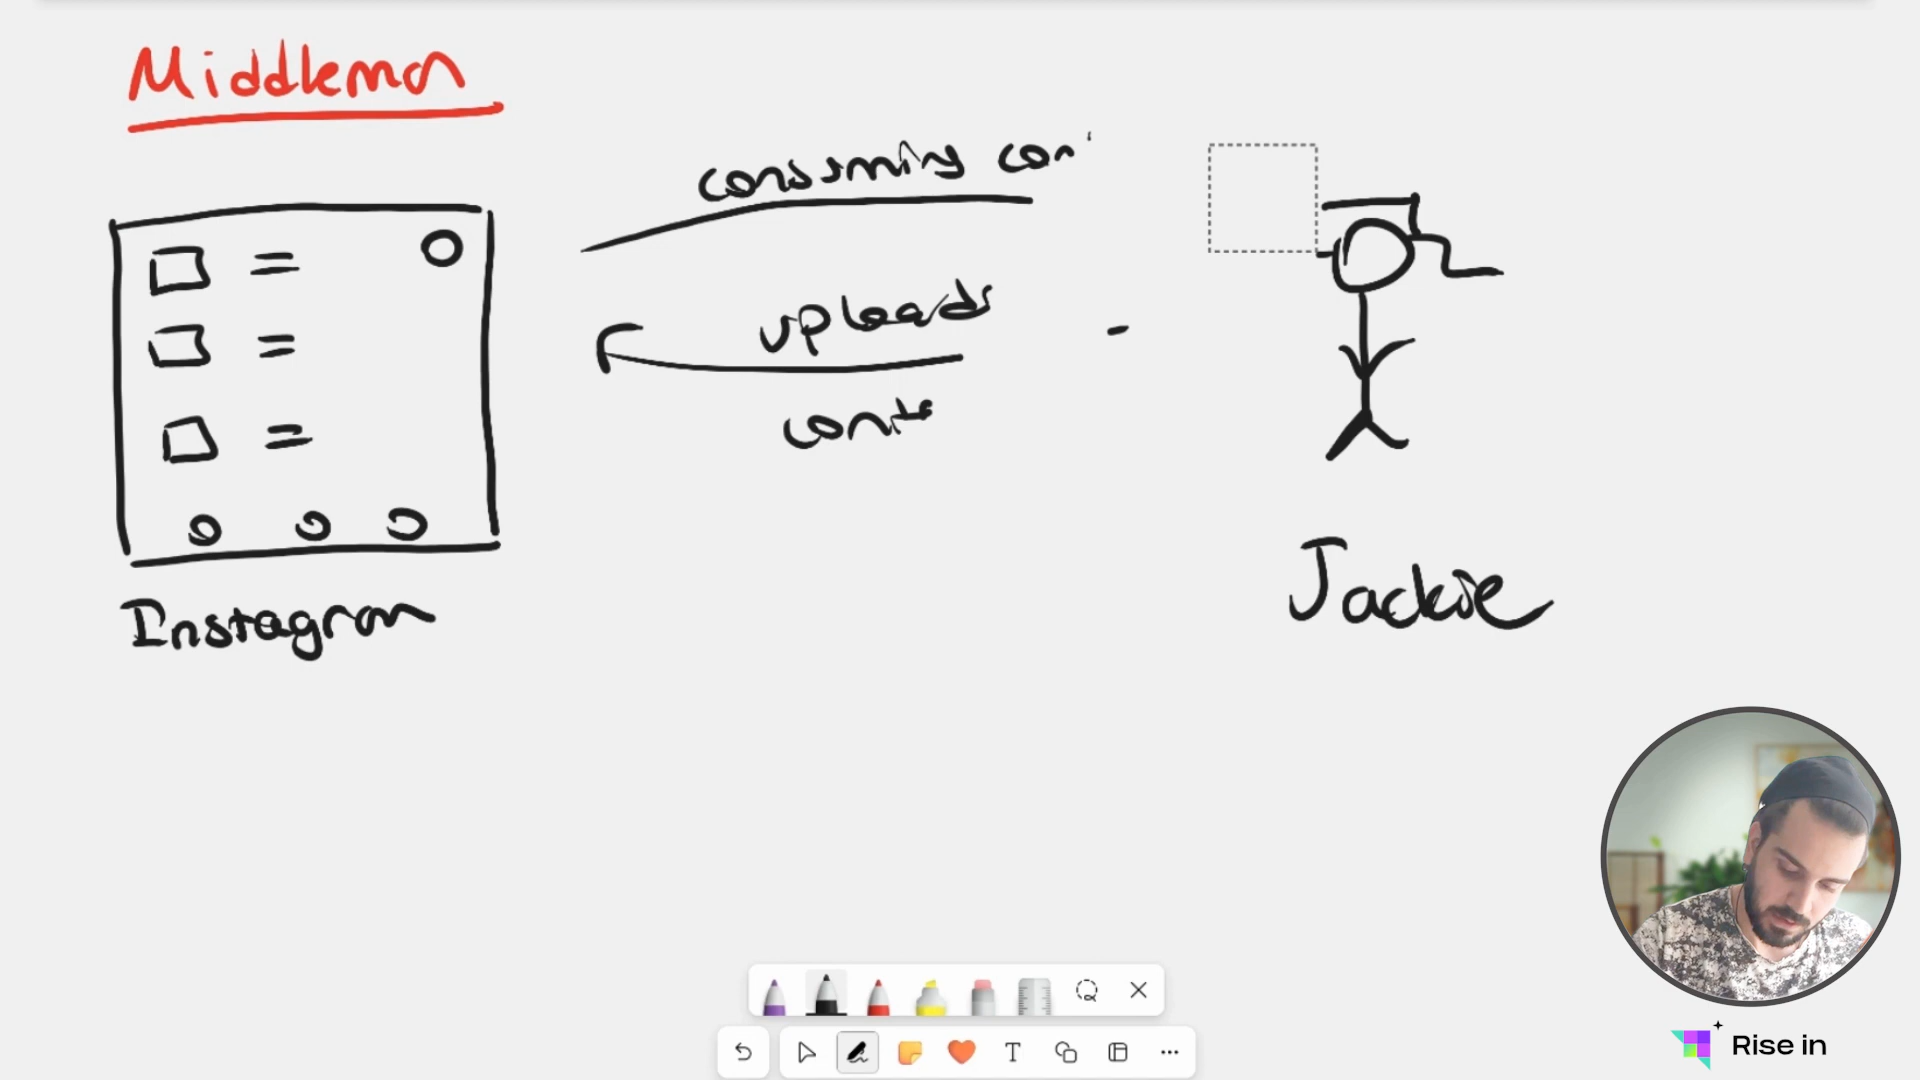 Middleman
consuming con
uploads
conte
Instagram
Jackie
T
Rise in